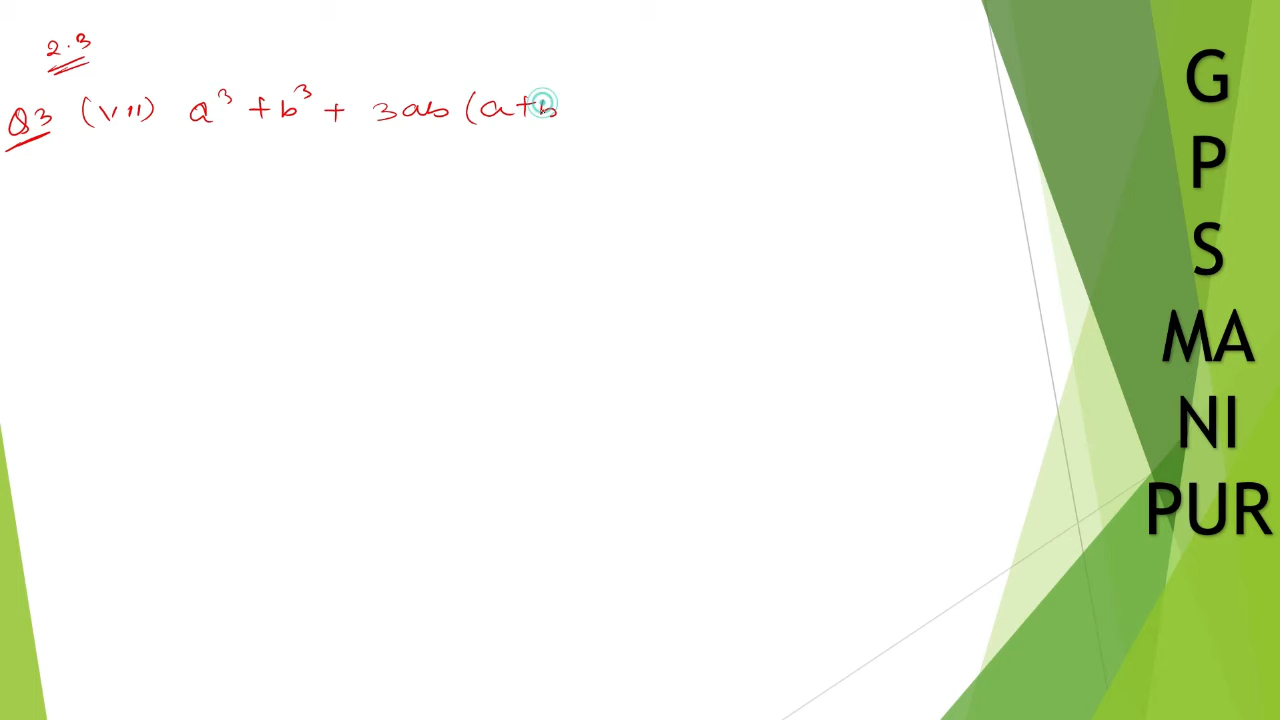 2.3
Q3 (vii) a³ + b³ + 3ab (a+b
G
P
S
MA
NI
PUR